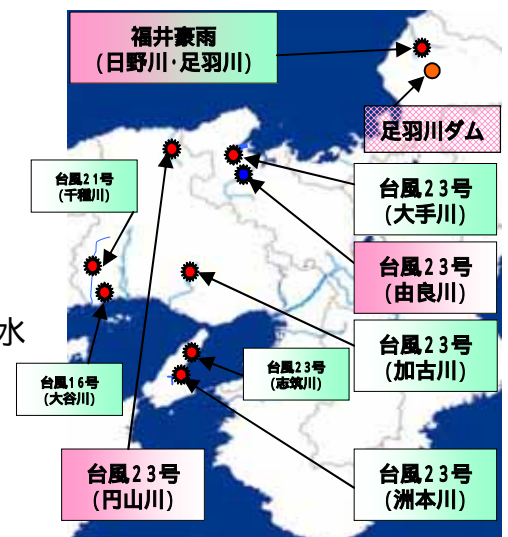 福井豪雨
(日野川・足羽川)
足羽川ダム
台風21号
(千種川)
台風23号
(大手川)
台風23号
(由良川)
水
台風23号
(加古川)
台風23号
(志筑川)
台風16号
(大谷川)
台風23号
(円山川)
台風23号
(洲本川)